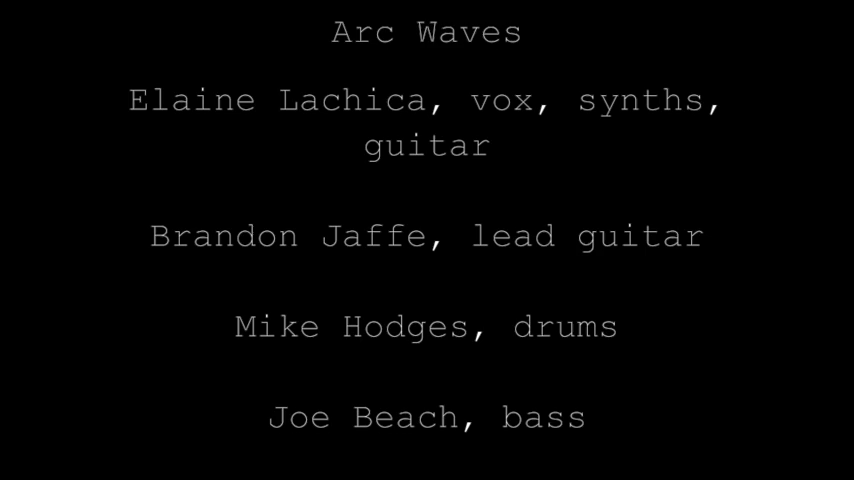 Arc Waves
Elaine Lachica, vox, synths,
guitar
Brandon Jaffe, lead guitar
Mike Hodges, drums
Joe Beach, bass